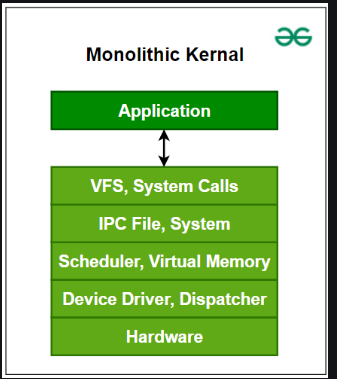 Monolithic Kernal
Application
VFS, System Calls
IPC File, System
Scheduler, Virtual Memory
Device Driver, Dispatcher
Hardware